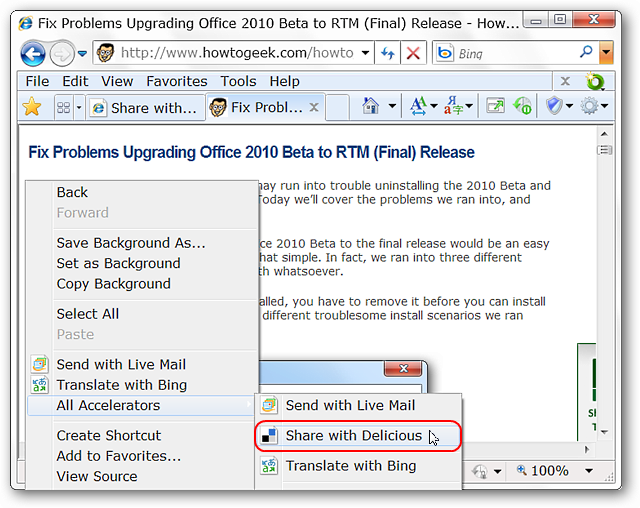 Fix Problems Upgrading Office 2010 Beta to RTM (Final) Release - How...
http://www.howtogeek.com/howto
Bing
File Edit View Favorites Tools Help
Share with...
Fix Probl...
Fix Problems Upgrading Office 2010 Beta to RTM (Final) Release
may run into trouble uninstalling the 2010 Beta and
Today we'll cover the problems we ran into, and
ce 2010 Beta to the final release would be an easy
hat simple. In fact, we ran into three different
th whatsoever.
alled, you have to remove it before you can install
different troublesome install scenarios we ran
Back
Forward
Save Background As...
Set as Background
Copy Background
Select All
Paste
Send with Live Mail
Translate with Bing
All Accelerators
Create Shortcut
Add to Favorites...
View Source
Send with Live Mail
Share with Delicious
Translate with Bing
100%